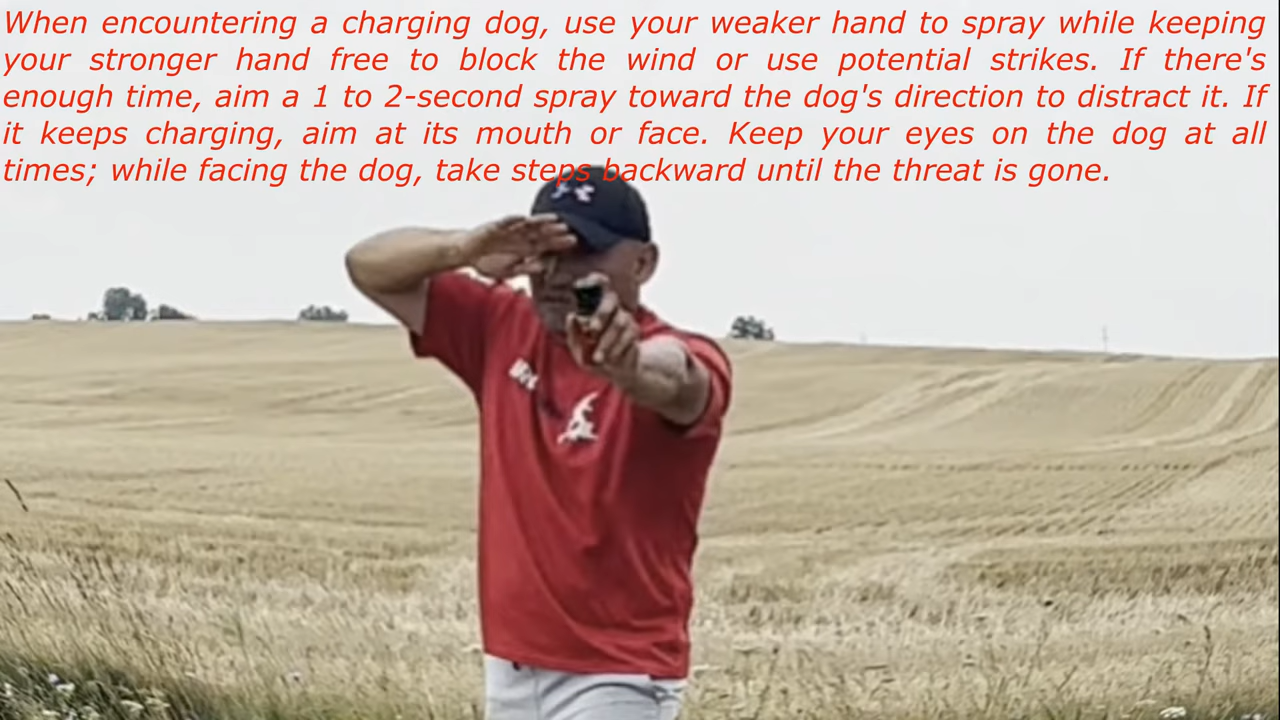 When encountering a charging dog, use your weaker hand to spray while keeping
your stronger hand free to block the wind or use potential strikes. If there's
enough time, aim a 1 to 2-second spray toward the dog's direction to distract it. If
it keeps charging, aim at its mouth or face. Keep your eyes on the dog at all
times; while facing the dog, take steps backward until the threat is gone.